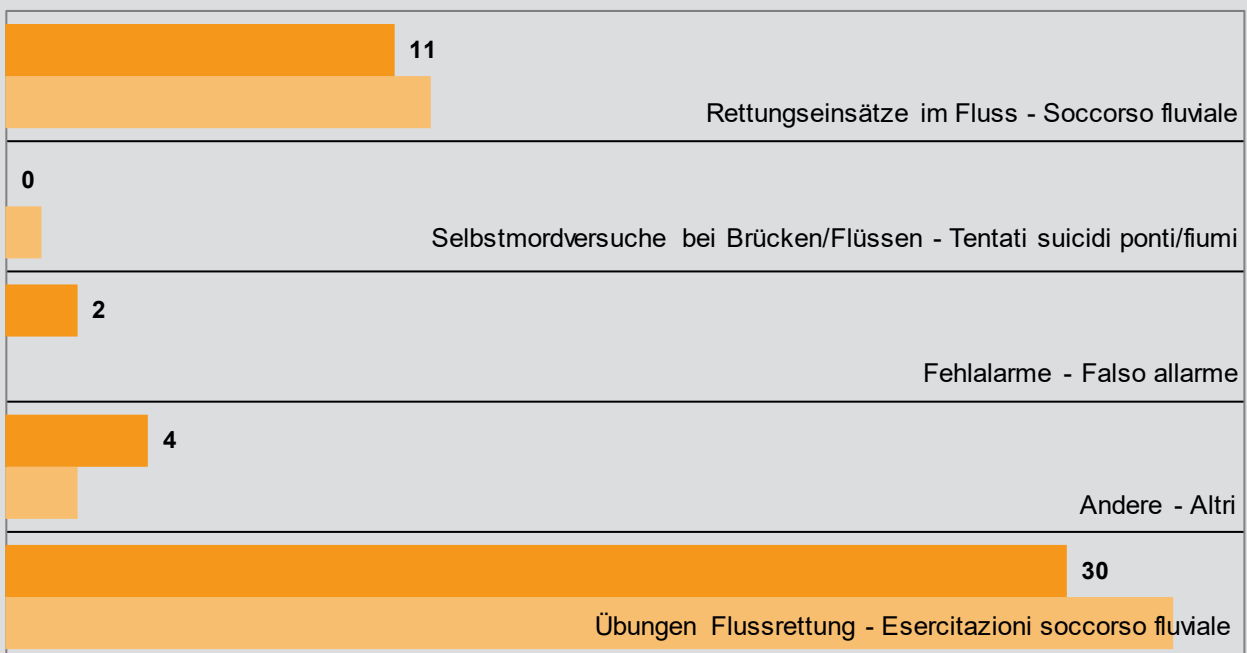 11
Rettungseinsätze im Fluss - Soccorso fluviale
0
Selbstmordversuche bei Brücken/Flüssen - Tentati suicidi ponti/fiumi
2
Fehlalarme - Falso allarme
4
Andere - Altri
30
Übungen Flussrettung - Esercitazioni soccorso fluviale